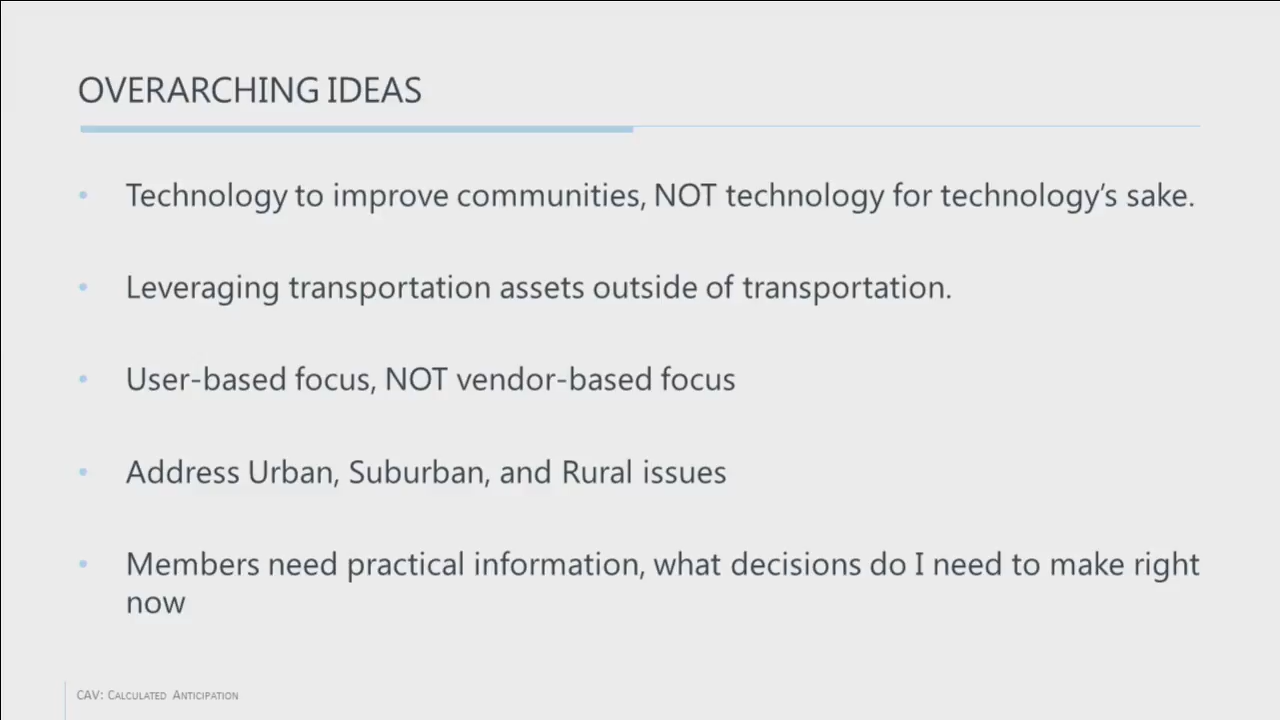 OVERARCHING IDEAS
• Technology to improve communities, NOT technology for technology’s sake.
• Leveraging transportation assets outside of transportation.
• User-based focus, NOT vendor-based focus
• Address Urban, Suburban, and Rural issues
• Members need practical information, what decisions do I need to make right
now
CAV: CALCULATED ANTICIPATION